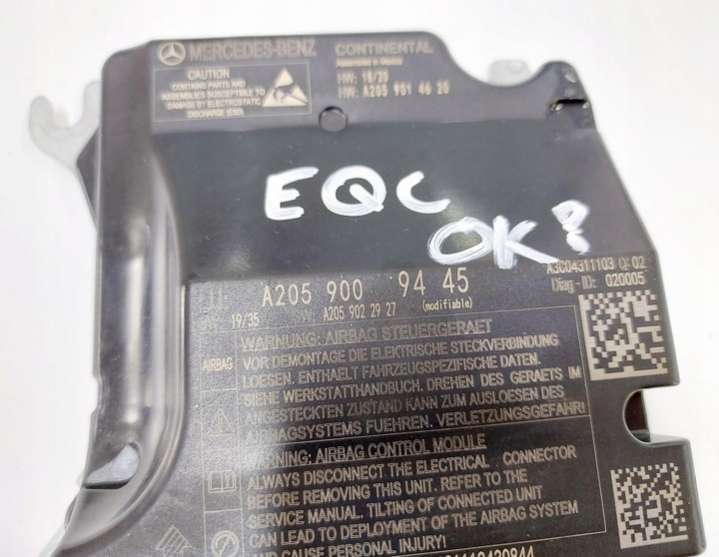 MERCEDES-BENZ
CONTINENTAL
Assembled in Mexico
CAUTION
CONTAINS PARTS AND
ASSEMBLIES SUSCEPTIBLE TO
DAMAGE BY ELECTROSTATIC
DISCHARGE (ESD)
HW: 18/20
HW: A205 901 46 20
EQC
OK?
A205 900 94 45
19/35
A205 902 29 27 (modifiable)
A3C04311103 Q: 02
Diag-ID: 020005
AIRBAG
WARNUNG: AIRBAG STEUERGERAET
VOR DEMONTAGE DIE ELEKTRISCHE STECKVERBINDUNG
LOESEN. ENTHAELT FAHRZEUGSPEZIFISCHE DATEN.
SIEHE WERKSTATTHANDBUCH. DREHEN DES GERAETS IM
ANGESTECKTEN ZUSTAND KANN ZUM AUSLOESEN DES
AIRBAGSYSTEMS FUEHREN. VERLETZUNGSGEFAHR!
WARNING: AIRBAG CONTROL MODULE
ALWAYS DISCONNECT THE ELECTRICAL CONNECTOR
BEFORE REMOVING THIS UNIT. REFER TO THE
SERVICE MANUAL. TILTING OF CONNECTED UNIT
CAN LEAD TO DEPLOYMENT OF THE AIRBAG SYSTEM
AND CAUSE PERSONAL INJURY!